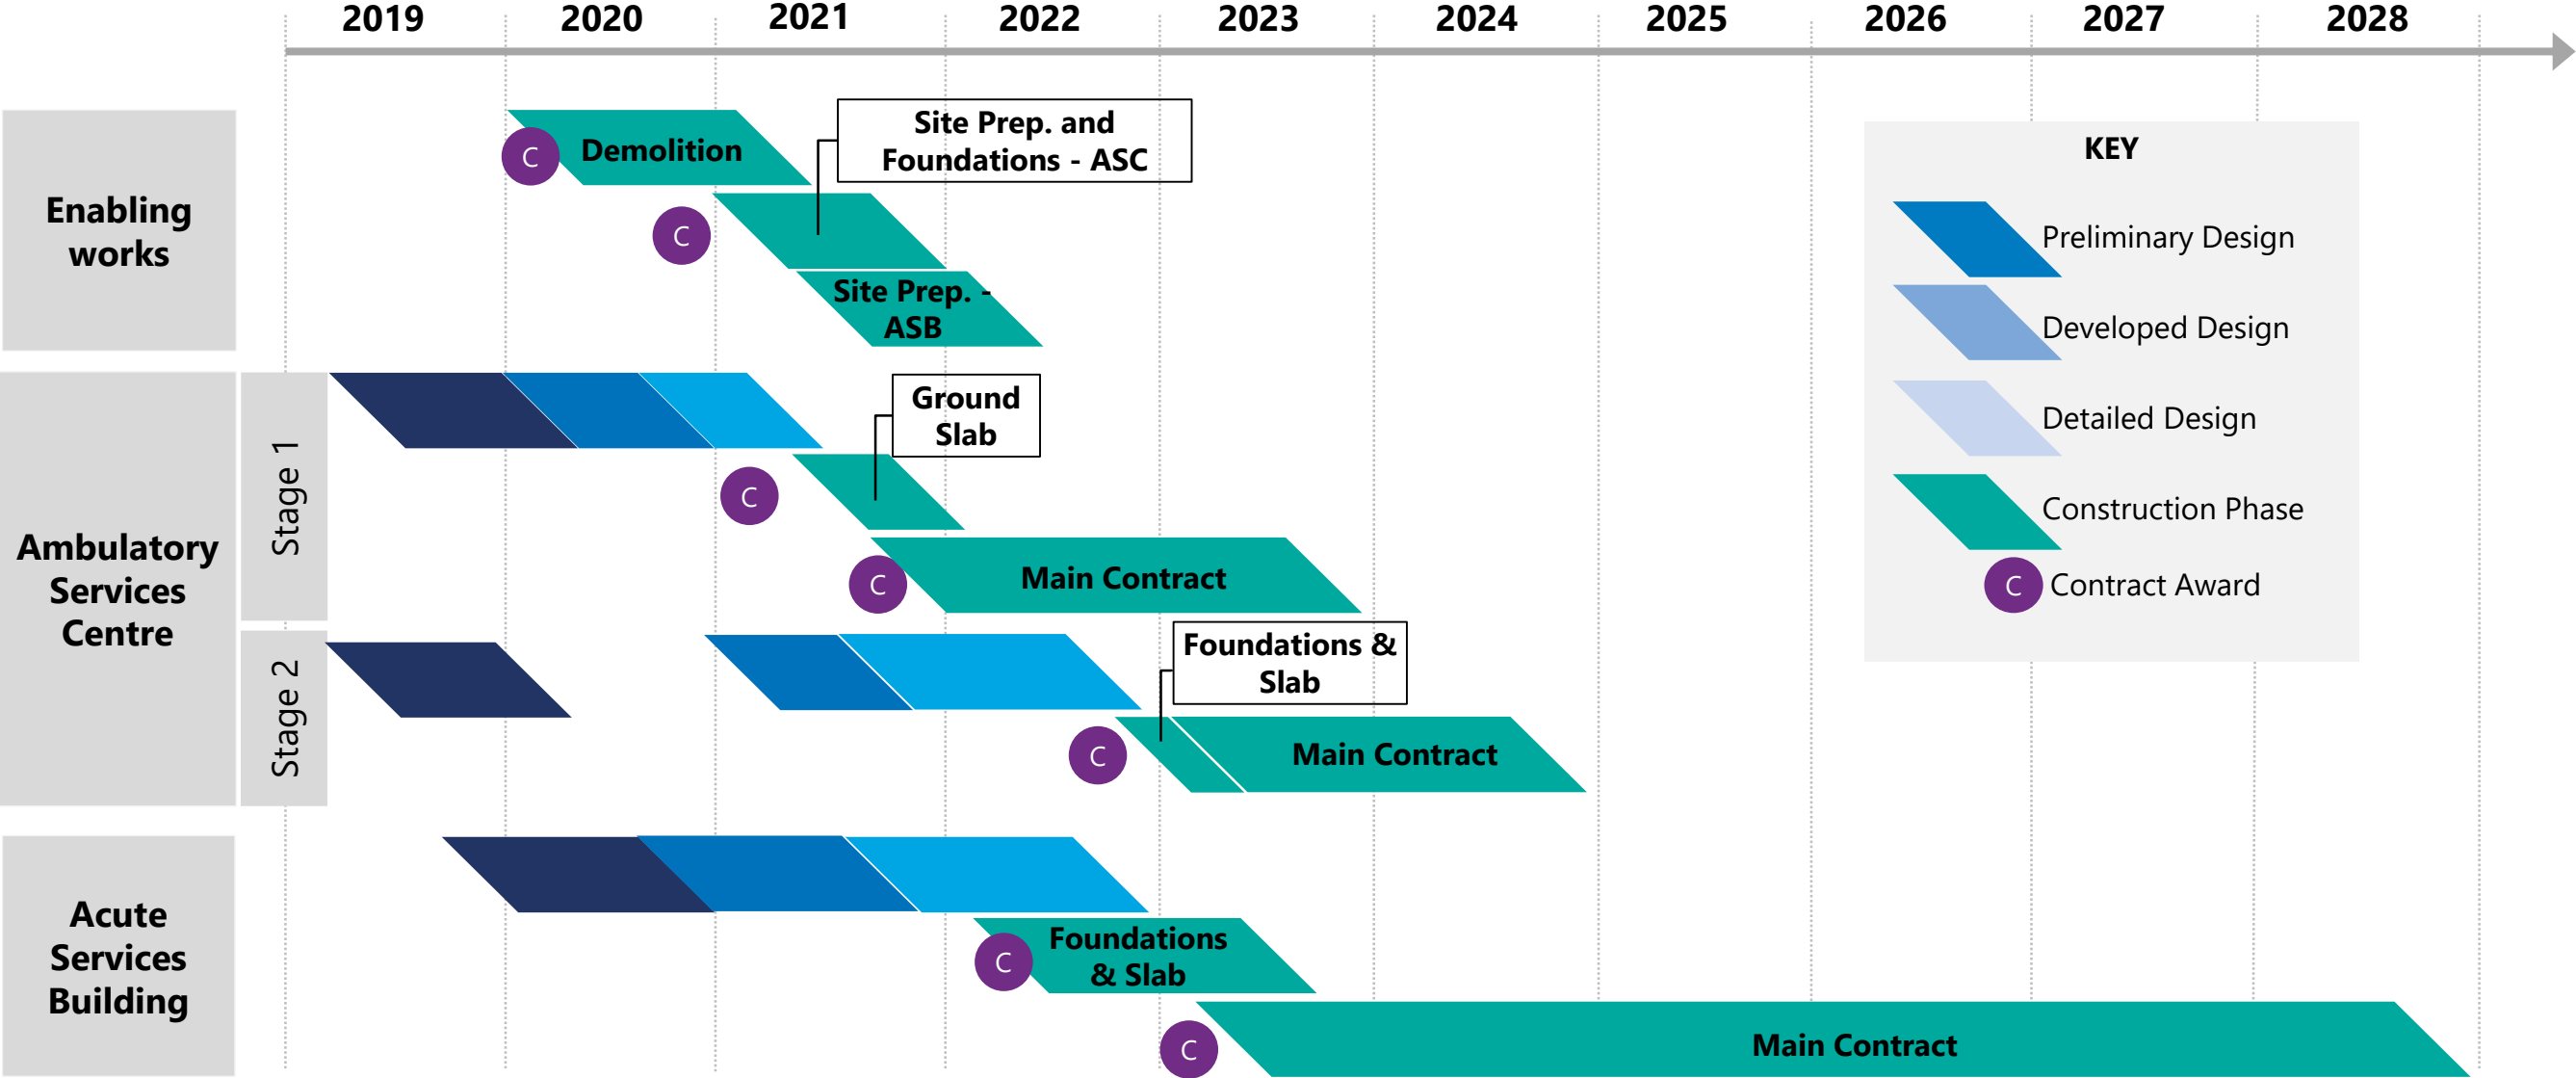 2019 2020 2021 2022 2023 2024 2025 2026 2027 2028
Enabling
works
C
Demolition
Site Prep. and
Foundations - ASC
C
Site Prep. -
ASB
Ambulatory
Services
Centre
Stage 1
Ground
Slab
C
C
Main Contract
Stage 2
Foundations &
Slab
C
Main Contract
Acute
Services
Building
C
Foundations
& Slab
C
Main Contract
KEY
Preliminary Design
Developed Design
Detailed Design
Construction Phase
C Contract Award